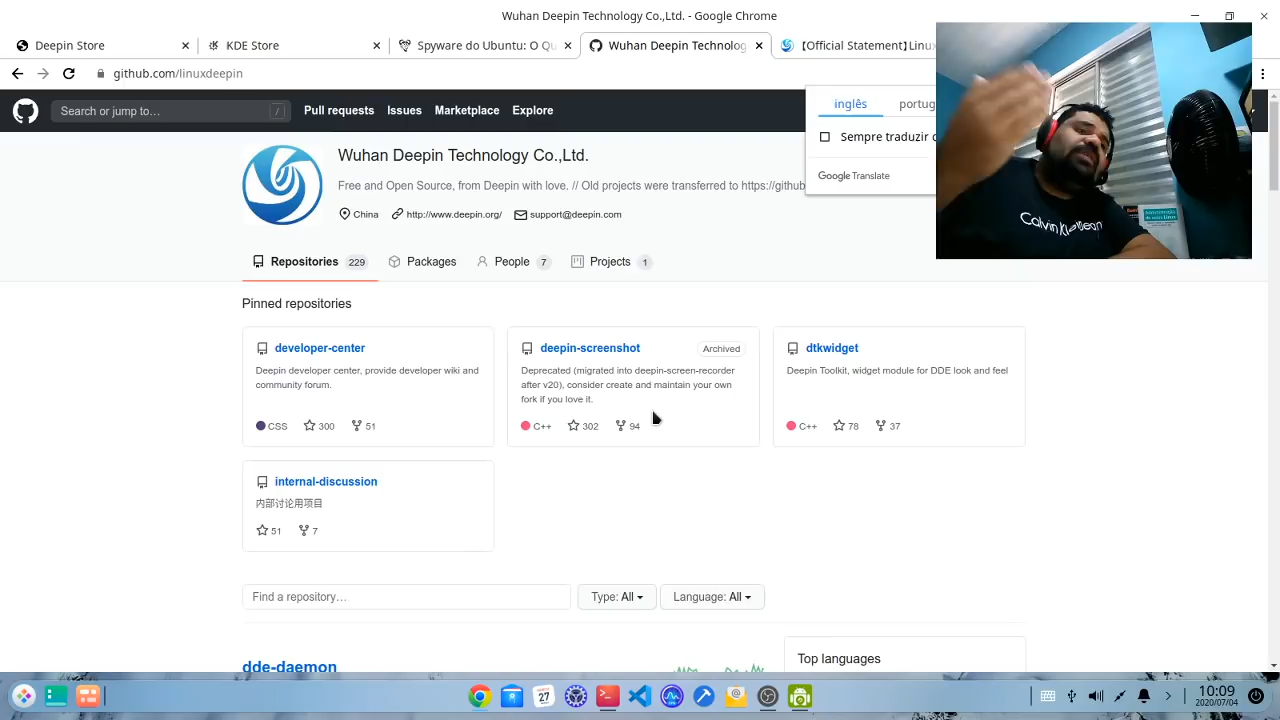 Wuhan Deepin Technology Co.,Ltd. - Google Chrome
Deepin Store
KDE Store
Spyware do Ubuntu: O Qu
Wuhan Deepin Technolog
【Official Statement】Linu
github.com/linuxdeepin
Search or jump to…
/
Pull requests
Issues
Marketplace
Explore
inglês
portug
Sempre traduzir
Google Translate
Wuhan Deepin Technology Co.,Ltd.
Free and Open Source, from Deepin with love. // Old projects were transferred to https://github
China
http://www.deepin.org/
support@deepin.com
Repositories 229
Packages
People 7
Projects 1
Pinned repositories
developer-center
Deepin developer center, provide developer wiki and
community forum.
CSS 300 51
deepin-screenshot
Archived
Deprecated (migrated into deepin-screen-recorder
after v20), consider create and maintain your own
fork if you love it.
C++ 302 94
dtkwidget
Deepin Toolkit, widget module for DDE look and feel
C++ 78 37
internal-discussion
内部讨论用项目
51 7
Find a repository…
Type: All
Language: All
dde-daemon
Top languages
27
10:09
2020/07/04